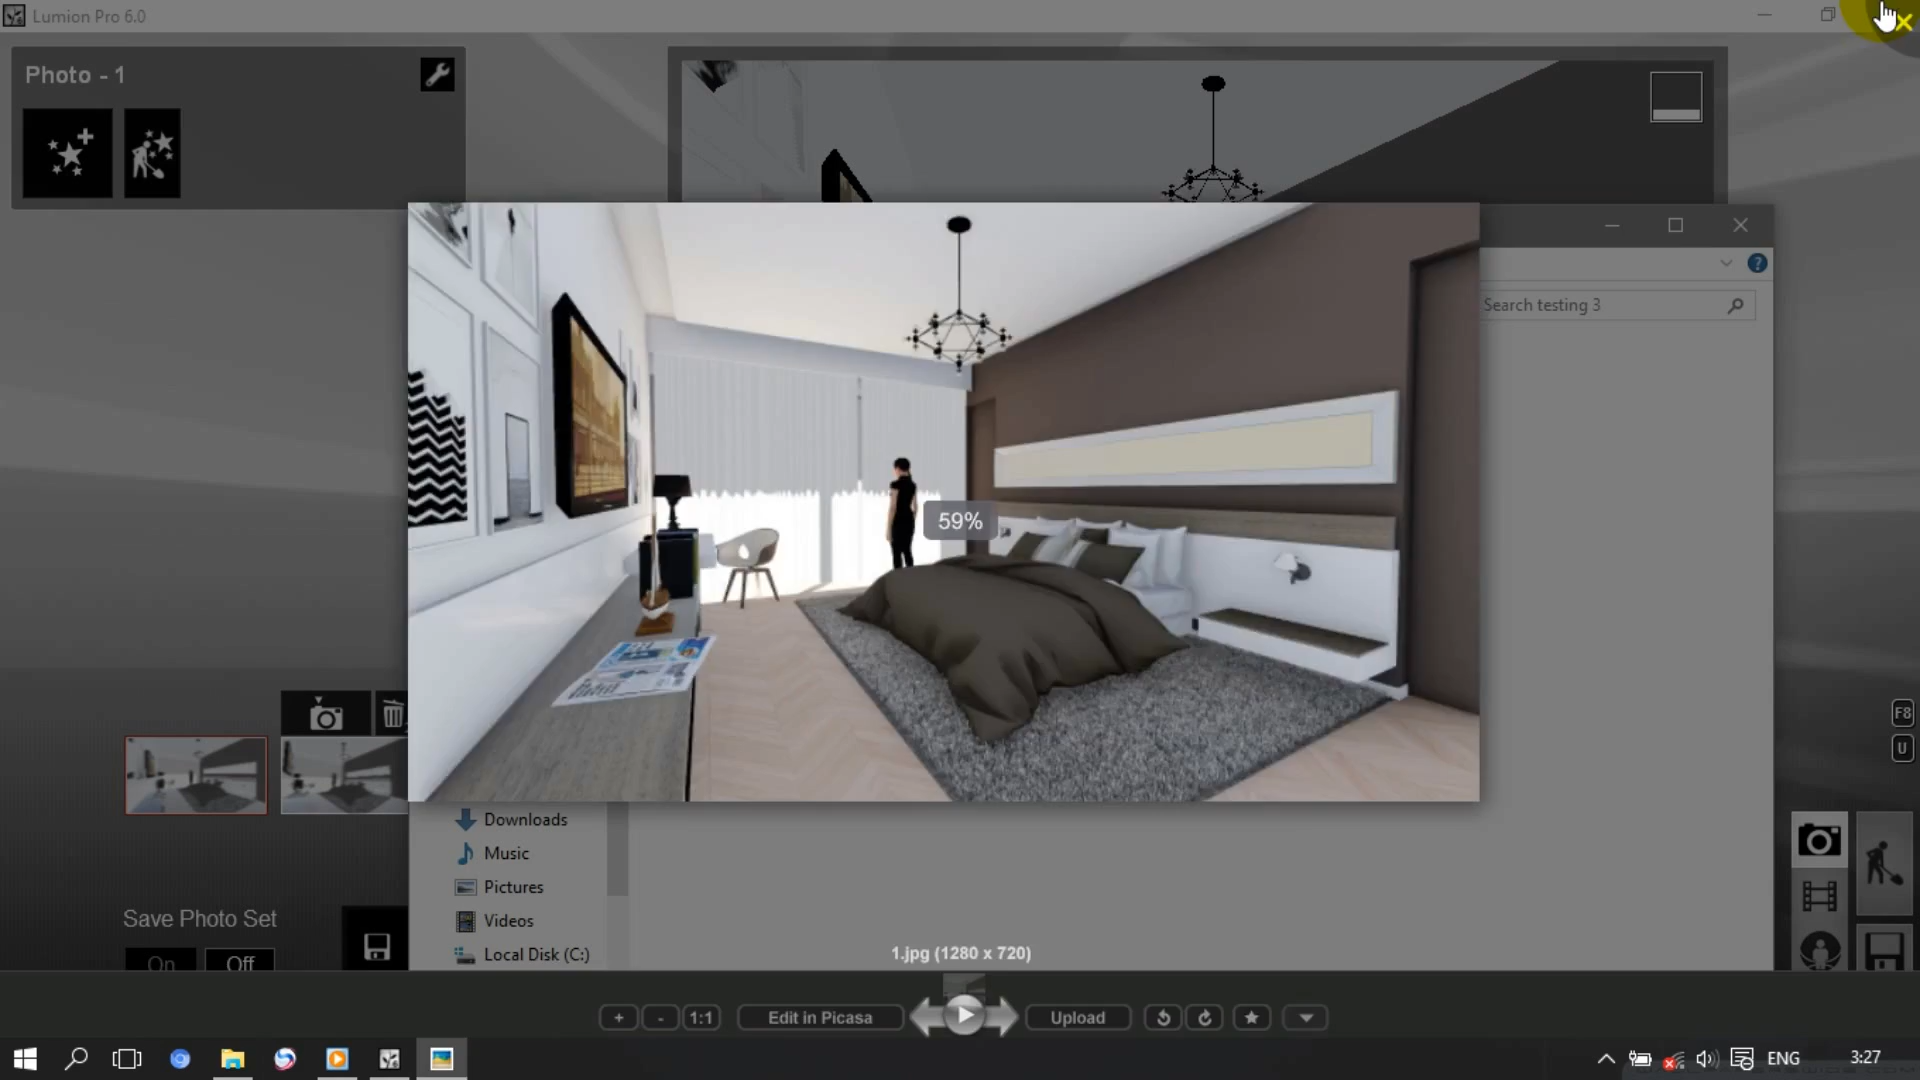 Lumion Pro 6.0
Photo - 1
Search testing 3
59%
F8
U
Downloads
Music
Pictures
Videos
Local Disk (C:)
Save Photo Set
On
Off
1.jpg (1280 x 720)
+
-
1:1
Edit in Picasa
Upload
ENG
3:27